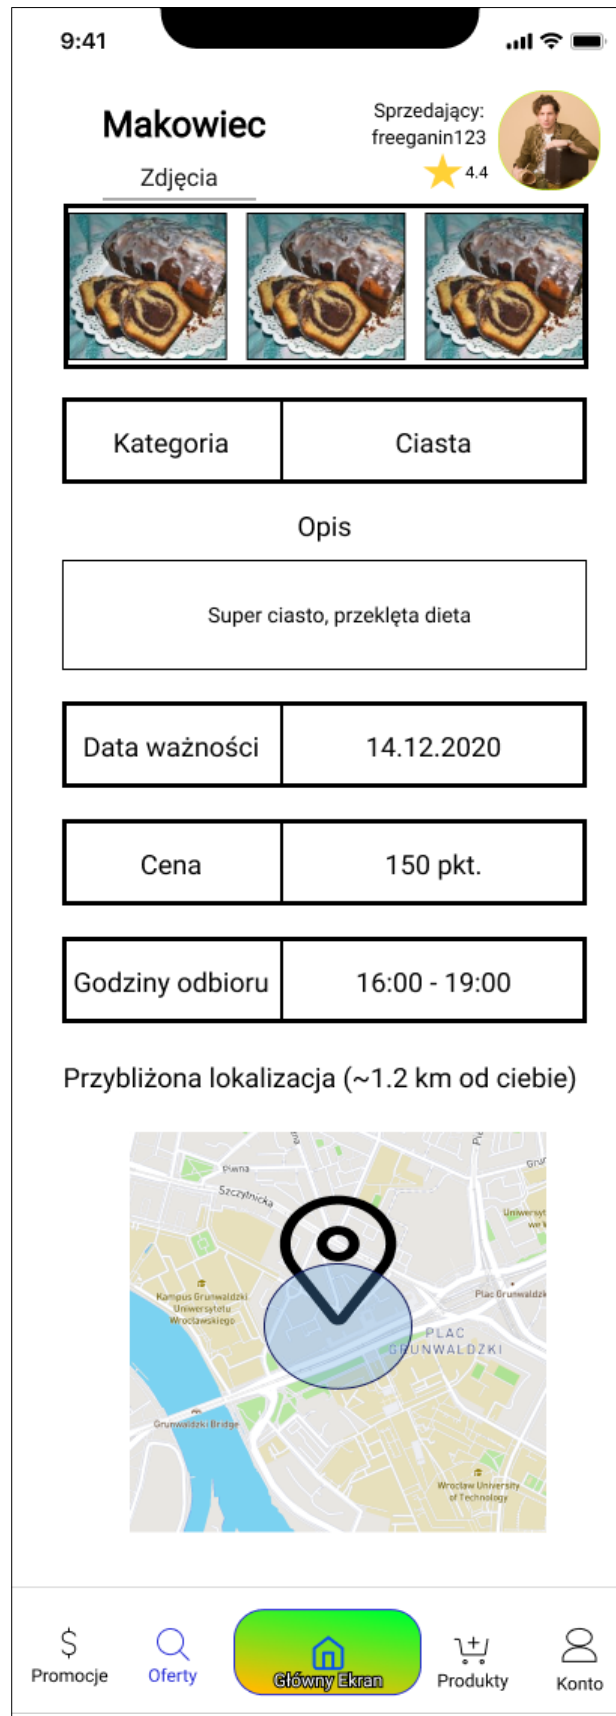 9:41
Makowiec
Sprzedający:
freeganin123
4.4
Zdjęcia
Kategoria
Ciasta
Opis
Super ciasto, przeklęta dieta
Data ważności
14.12.2020
Cena
150 pkt.
Godziny odbioru
16:00 - 19:00
Przybliżona lokalizacja (~1.2 km od ciebie)
Piwna
Szczytnicka
Kampus Grunwaldzki
Uniwersytetu
Wrocławskiego
Plac Grunwaldzk
PLAC
GRUNWALDZKI
Grunwaldzki Bridge
Wrocław University
of Technology
$
Promocje
Oferty
Główny Ekran
Produkty
Konto